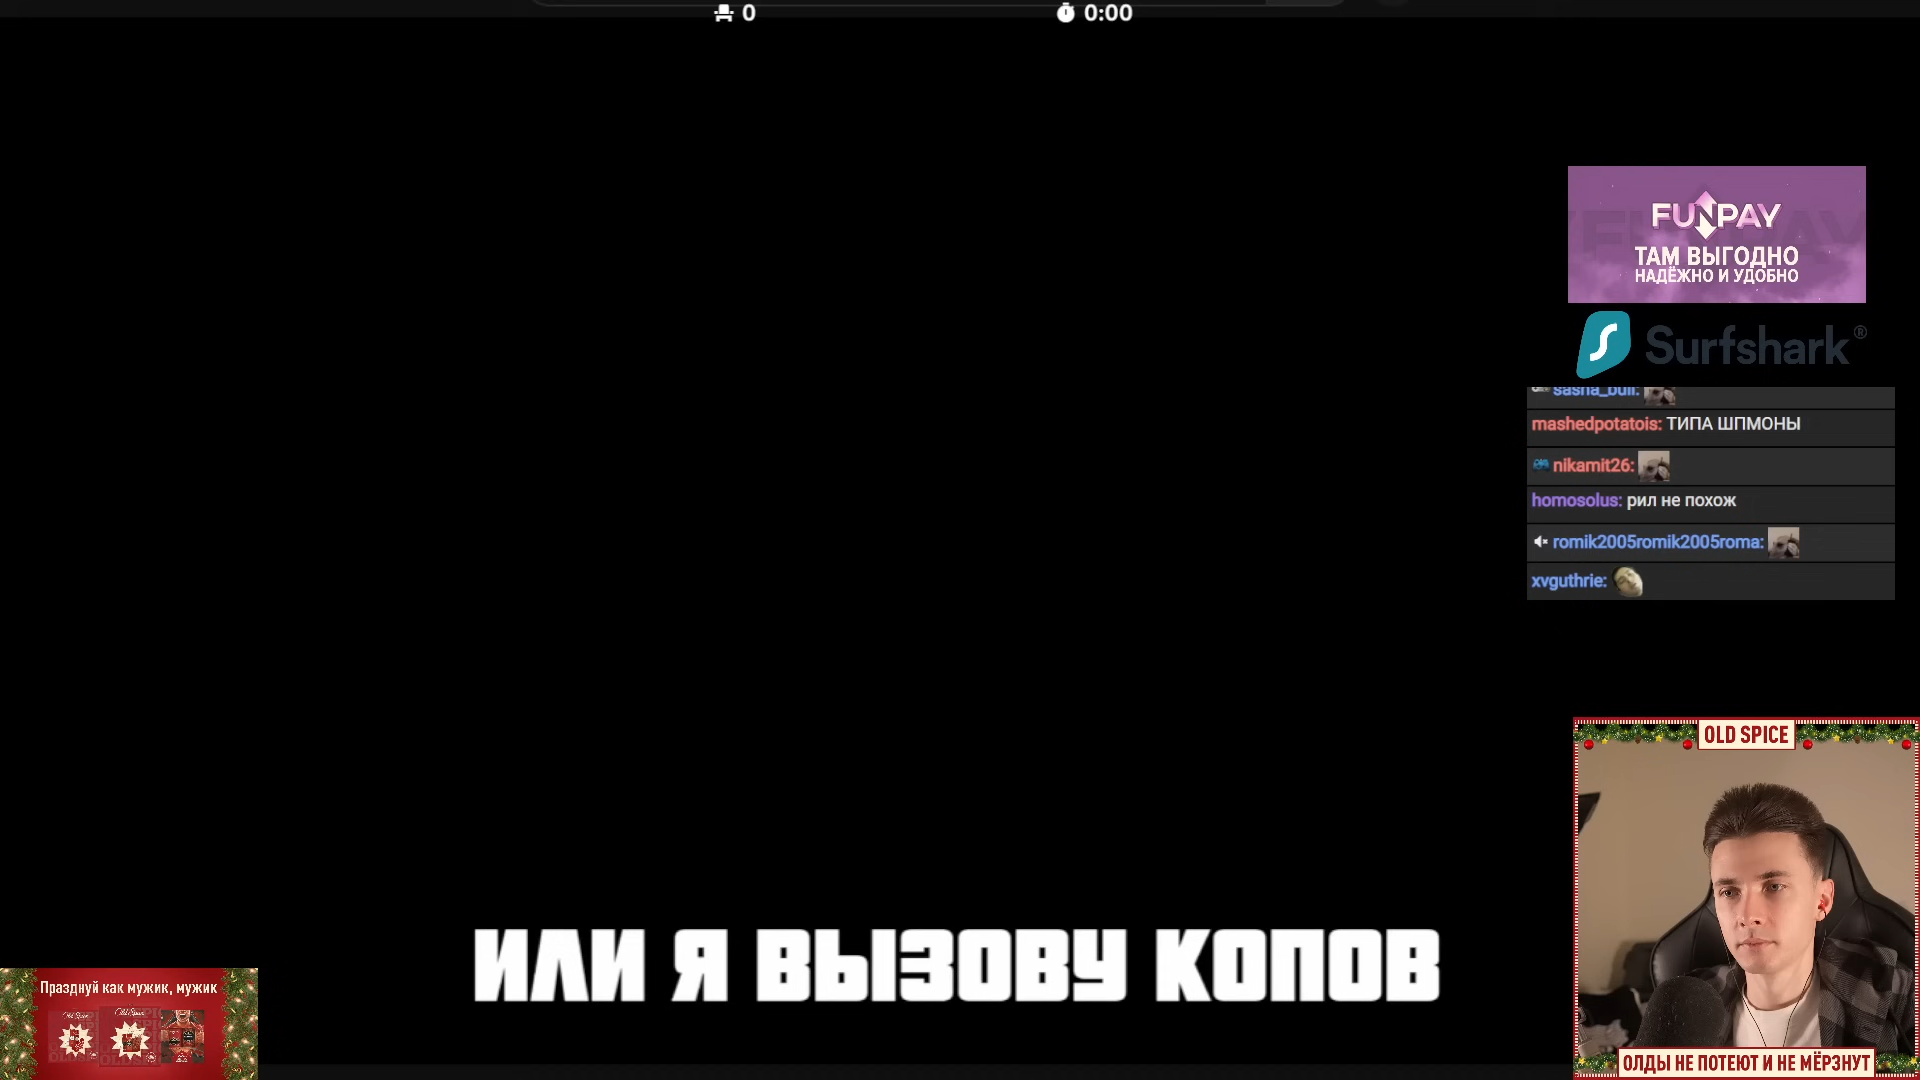 0
0:00
FUNPAY
ТАМ ВЫГОДНО
НАДЁЖНО И УДОБНО
Surfshark®
sasha_bull:
mashedpotatois: ТИПА ШПМОНЫ
nikamit26:
homosolus: рил не похож
romik2005romik2005roma:
xvguthrie:
OLD SPICE
ИЛИ Я ВЫЗОВУ КОПОВ
Празднуй как мужик, мужик
ОЛДЫ НЕ ПОТЕЮТ И НЕ МЁРЗНУТ